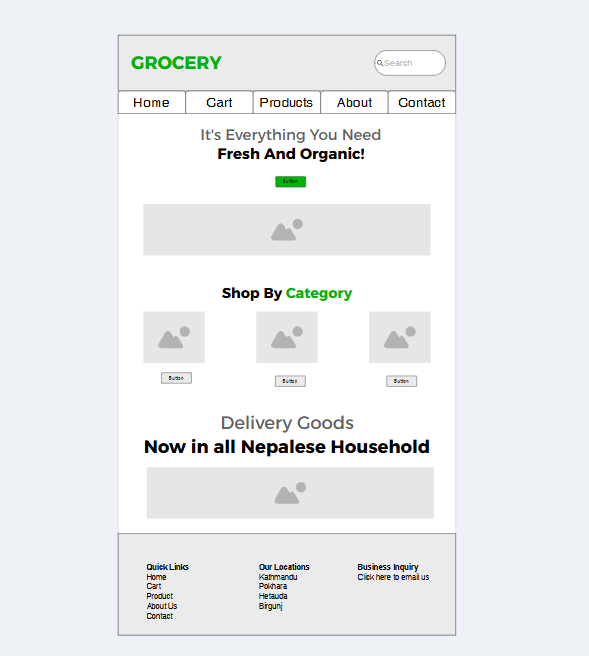 GROCERY
Search
Home Cart Products About Contact
It's Everything You Need
Fresh And Organic!
Button
Shop By Category
Button Button Button
Delivery Goods
Now in all Nepalese Household
Quick Links
Home
Cart
Product
About Us
Contact
Our Locations
Kathmandu
Pokhara
Hetauda
Birgunj
Business Inquiry
Click here to email us